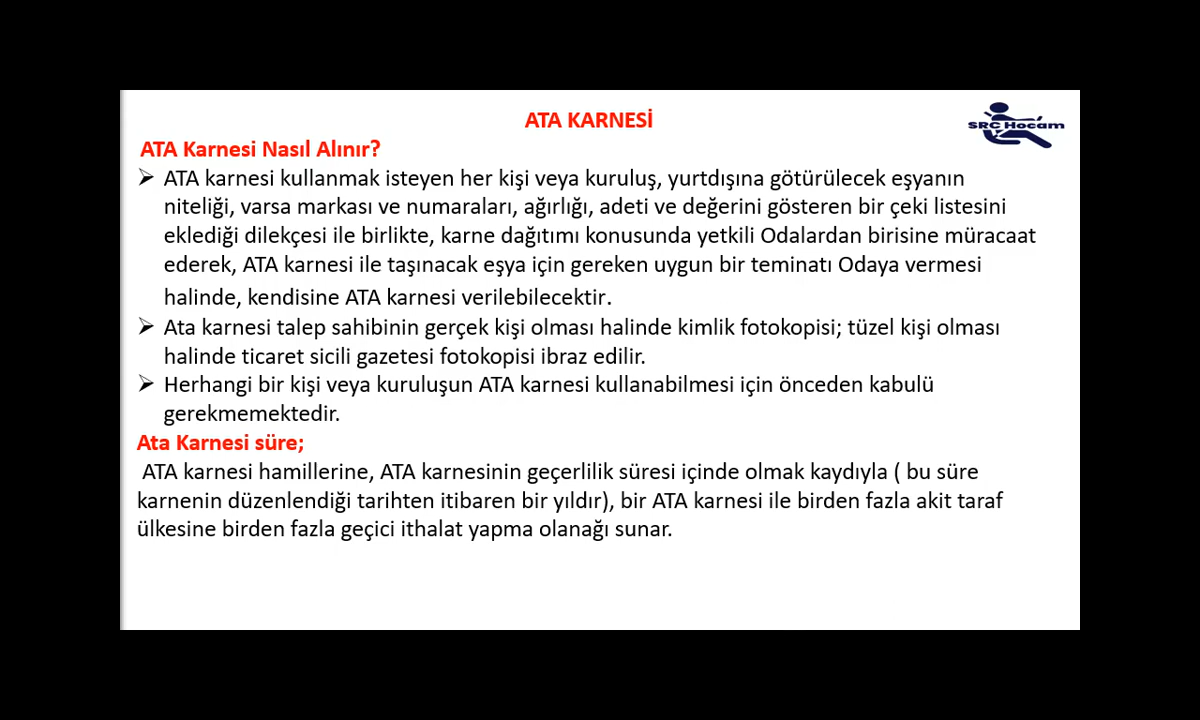 ATA KARNESİ
SRC Hocam
ATA Karnesi Nasıl Alınır?
➢ ATA karnesi kullanmak isteyen her kişi veya kuruluş, yurtdışına götürülecek eşyanın
niteliği, varsa markası ve numaraları, ağırlığı, adeti ve değerini gösteren bir çeki listesini
eklediği dilekçesi ile birlikte, karne dağıtımı konusunda yetkili Odalardan birisine müracaat
ederek, ATA karnesi ile taşınacak eşya için gereken uygun bir teminatı Odaya vermesi
halinde, kendisine ATA karnesi verilebilecektir.
➢ Ata karnesi talep sahibinin gerçek kişi olması halinde kimlik fotokopisi; tüzel kişi olması
halinde ticaret sicili gazetesi fotokopisi ibraz edilir.
➢ Herhangi bir kişi veya kuruluşun ATA karnesi kullanabilmesi için önceden kabulü
gerekmemektedir.
Ata Karnesi süre;
ATA karnesi hamillerine, ATA karnesinin geçerlilik süresi içinde olmak kaydıyla ( bu süre
karnenin düzenlendiği tarihten itibaren bir yıldır), bir ATA karnesi ile birden fazla akit taraf
ülkesine birden fazla geçici ithalat yapma olanağı sunar.